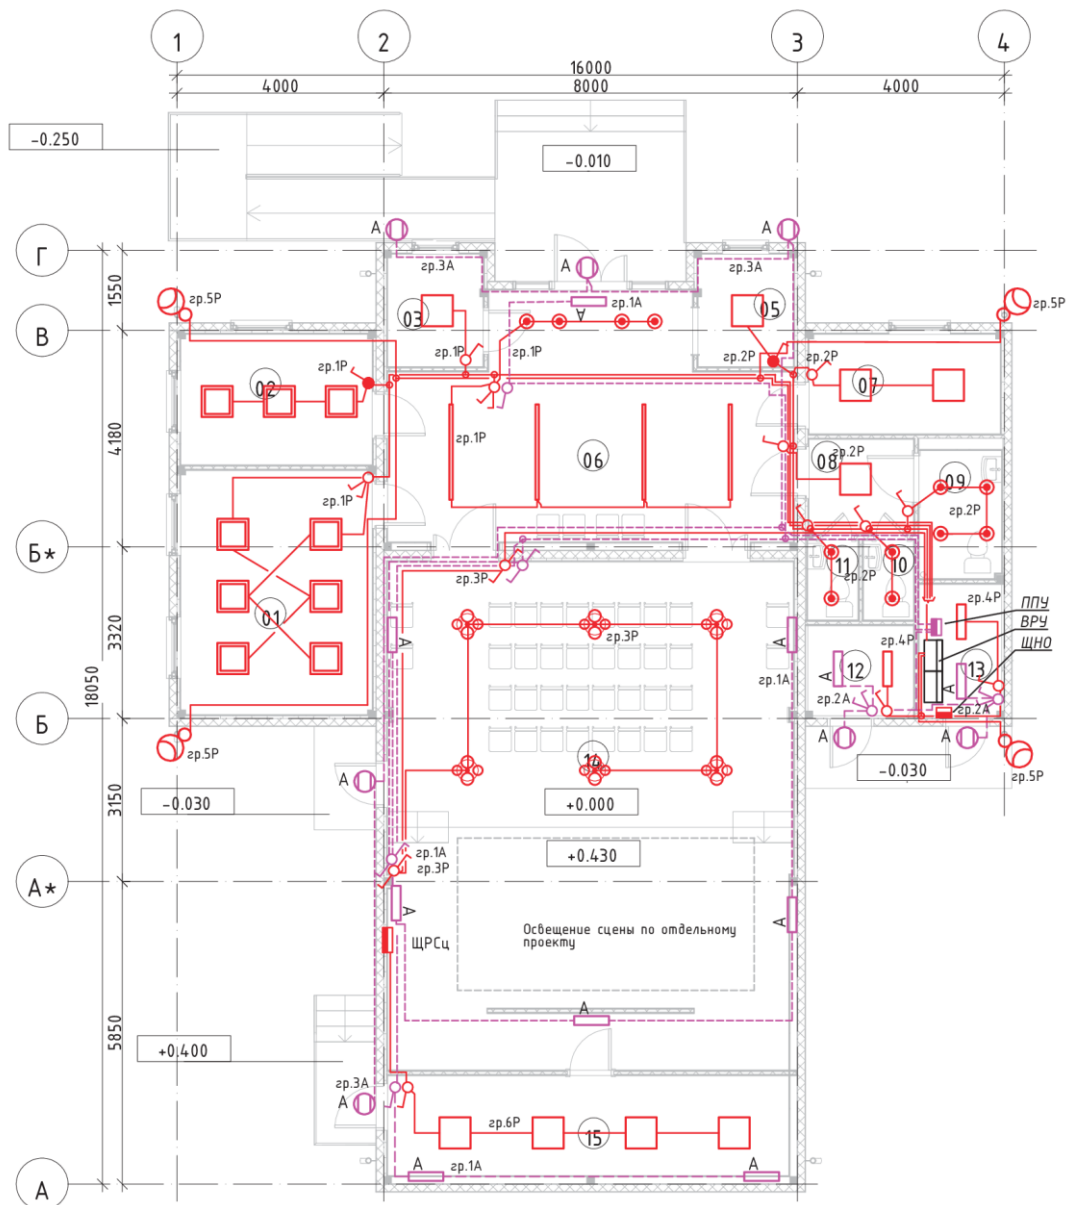 1
2
3
4
16000
4000
8000
4000
-0.250
-0.010
А
А
Г
гр.3А
А
гр.3А
1550
гр.5Р
гр.1А
гр.5Р
03
05
А
В
гр.1Р
гр.1Р
гр.2Р
гр.2Р
02
гр.1Р
07
4180
гр.1Р
06
08
гр.2Р
09
гр.1Р
гр.2Р
Б*
11
10
гр.3Р
гр.2Р
гр.4Р
ППУ
01
гр.3Р
ВРУ
3320
А
А
гр.4Р
ЩНО
18050
гр.1А
12
13
А
А
гр.2А
гр.2А
Б
А
А
гр.5Р
14
гр.5Р
-0.030
А
-0.030
+0.000
3150
гр.1А
+0.430
гр.3Р
А*
А
А
Освещение сцены по отдельному
проекту
ЩРСц
А
5850
+0.400
гр.3А
А
гр.6Р
15
А
гр.1А
А
А